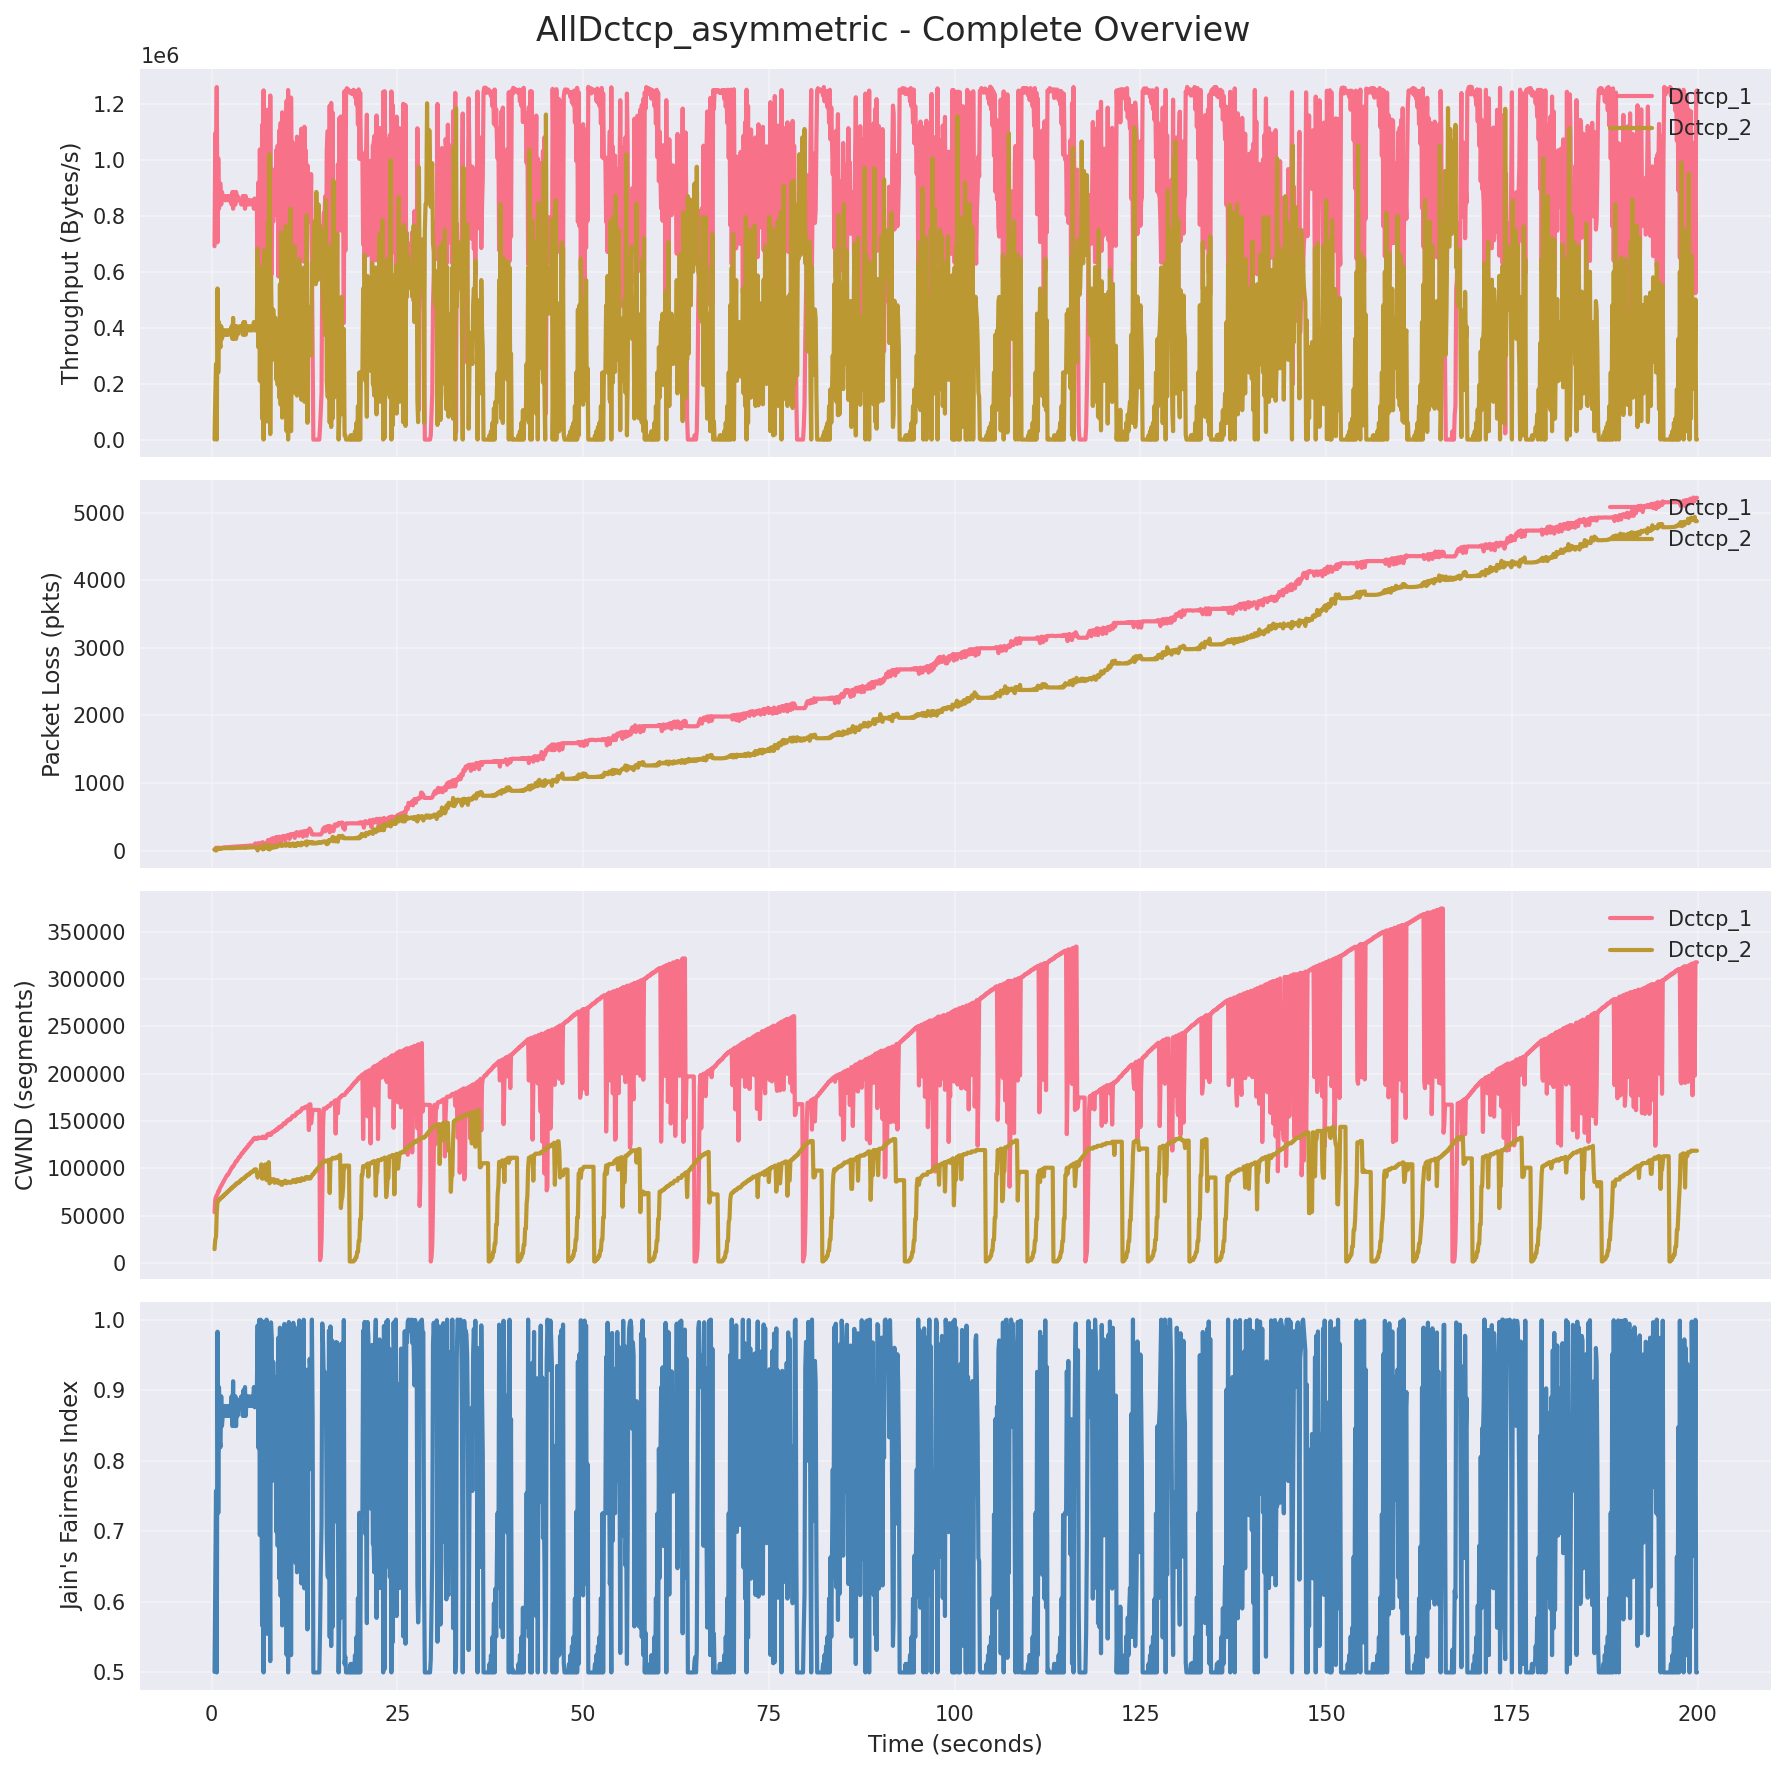 AllDctcp_asymmetric - Complete Overview
1e6
Throughput (Bytes/s)
1.2
1.0
0.8
0.6
0.4
0.2
0.0
Dctcp_1
Dctcp_2
Packet Loss (pkts)
5000
4000
3000
2000
1000
0
Dctcp_1
Dctcp_2
CWND (segments)
350000
300000
250000
200000
150000
100000
50000
0
Dctcp_1
Dctcp_2
Jain's Fairness Index
1.0
0.9
0.8
0.7
0.6
0.5
0 25 50 75 100 125 150 175 200
Time (seconds)